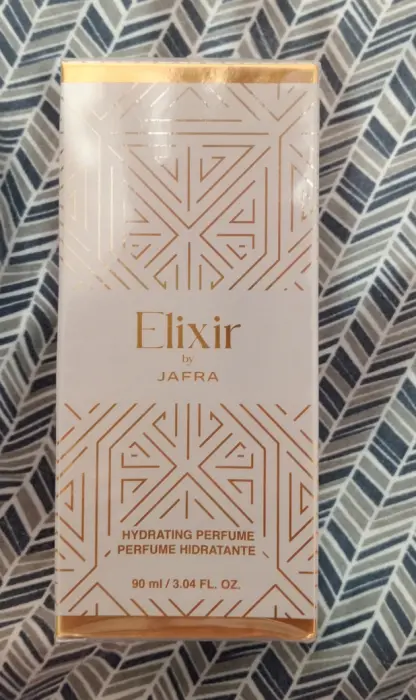 Elixir
by
JAFRA
HYDRATING PERFUME
PERFUME HIDRATANTE
90 ml / 3.04 FL. OZ.